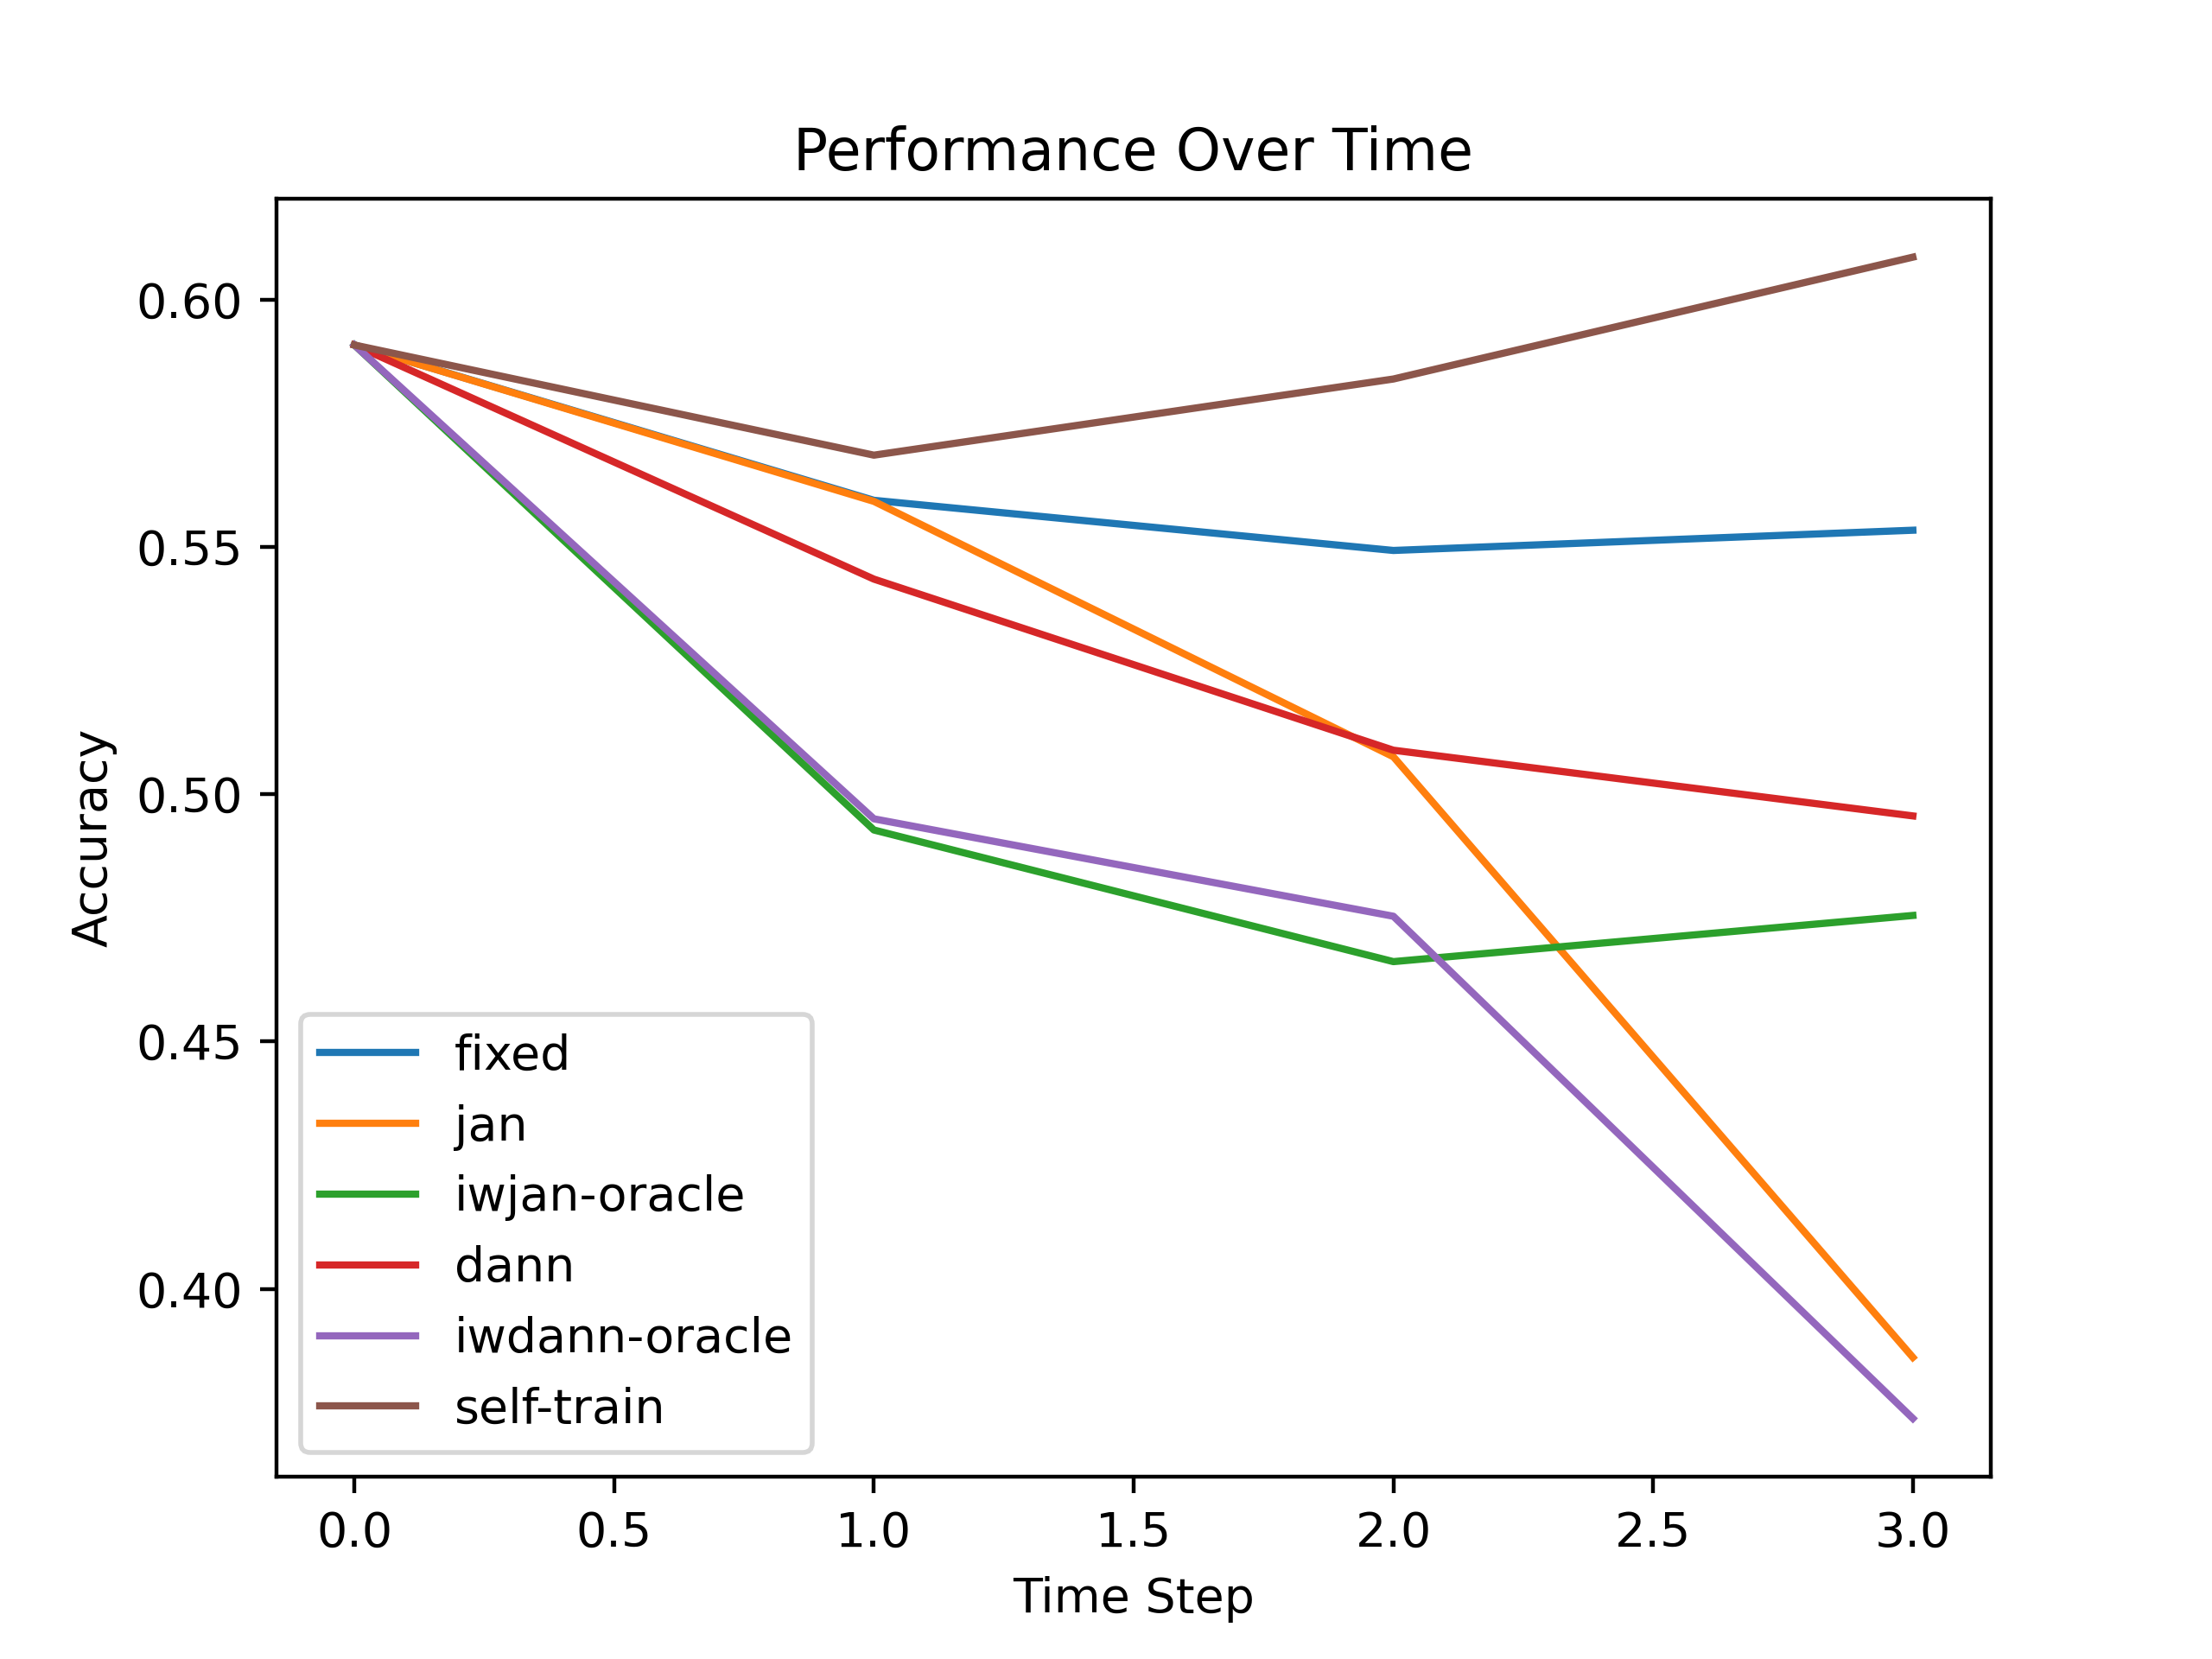 Performance Over Time
Accuracy
0.60
0.55
0.50
0.45
0.40
fixed
jan
iwjan-oracle
dann
iwdann-oracle
self-train
0.0 0.5 1.0 1.5 2.0 2.5 3.0
Time Step